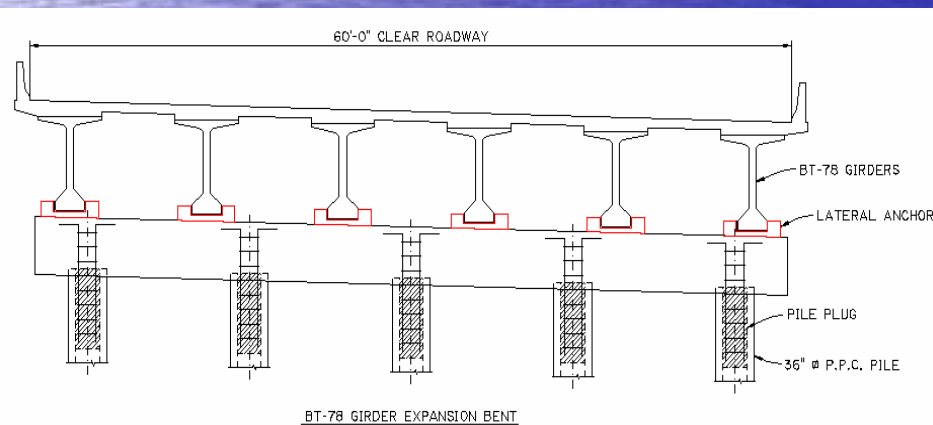 60'-0" CLEAR ROADWAY
BT-78 GIRDERS
LATERAL ANCHOR
PILE PLUG
36" Ø P.P.C. PILE
BT-78 GIRDER EXPANSION BENT